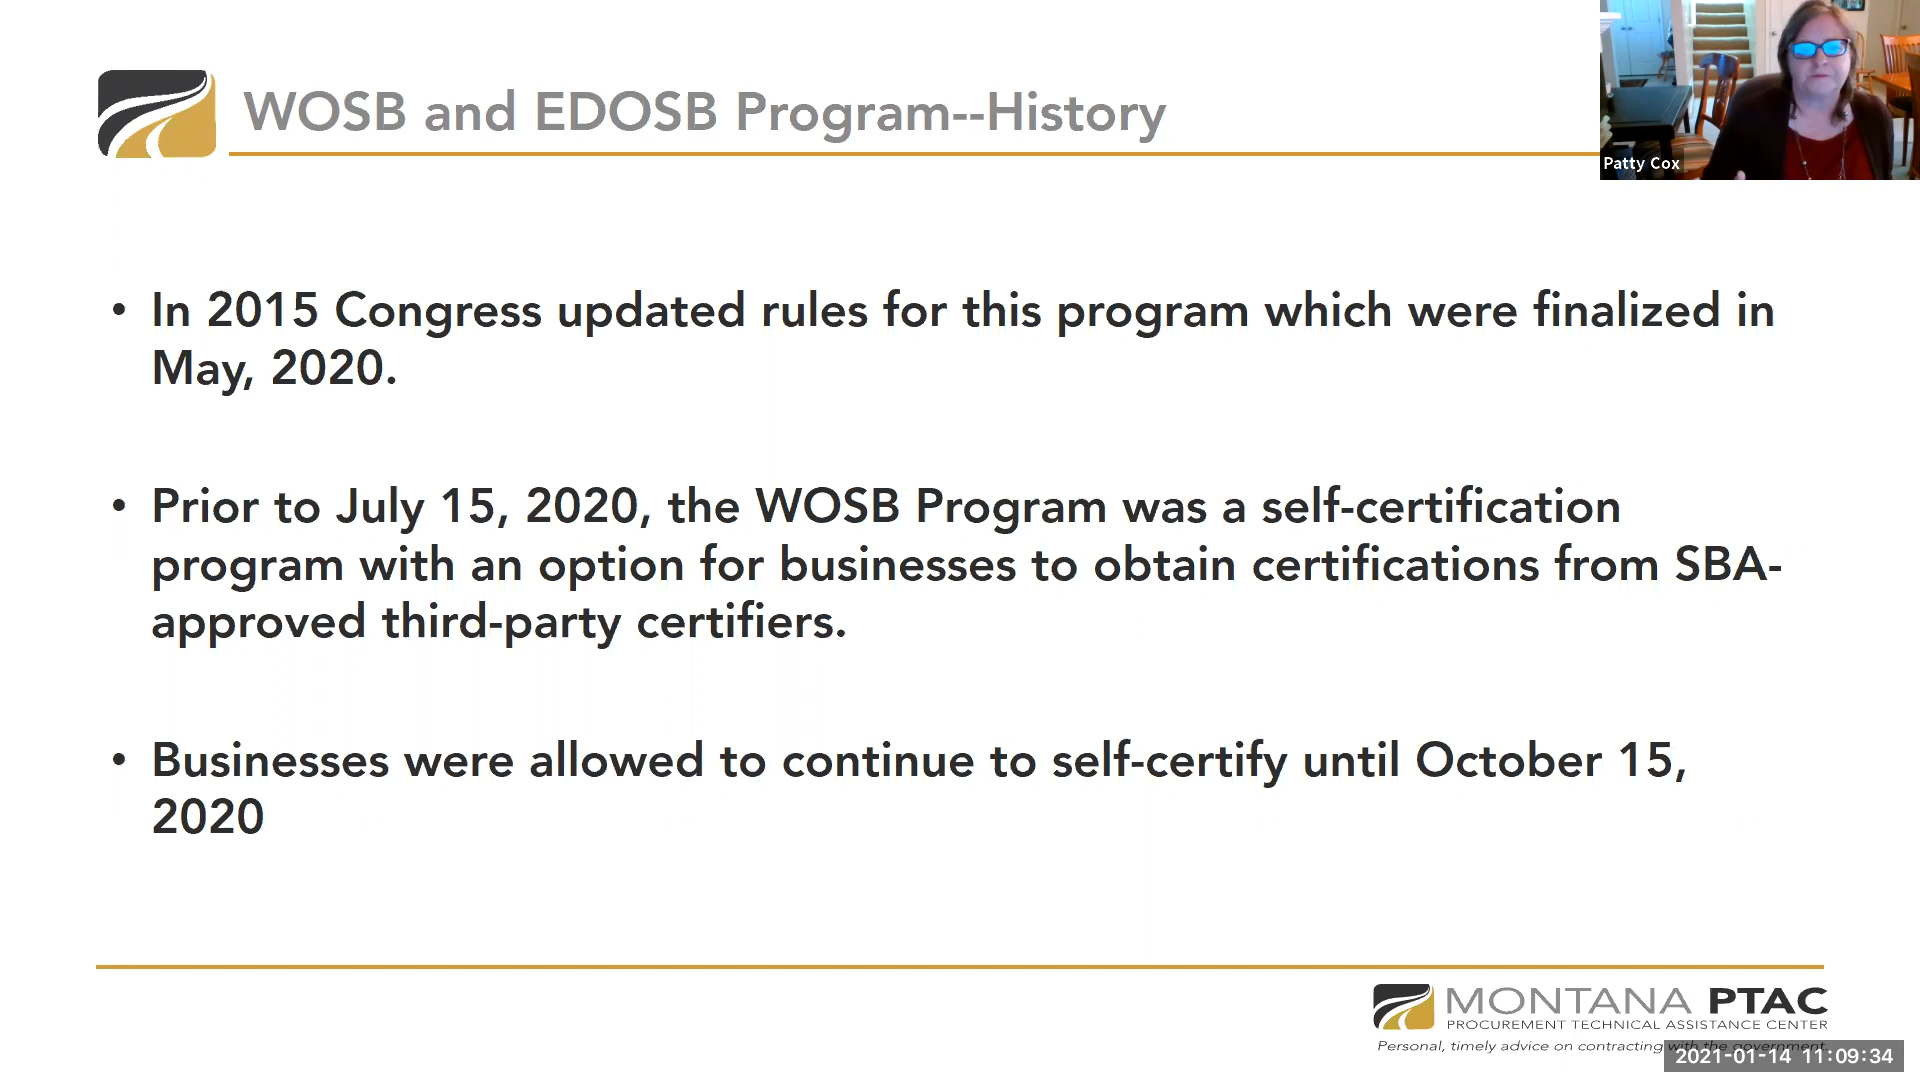 WOSB and EDOSB Program--History
Patty Cox
• In 2015 Congress updated rules for this program which were finalized in
May, 2020.
• Prior to July 15, 2020, the WOSB Program was a self-certification
program with an option for businesses to obtain certifications from SBA-
approved third-party certifiers.
• Businesses were allowed to continue to self-certify until October 15,
2020
MONTANA PTAC
PROCUREMENT TECHNICAL ASSISTANCE CENTER
Personal, timely advice on contracting with the government.
2021-01-14 11:09:34